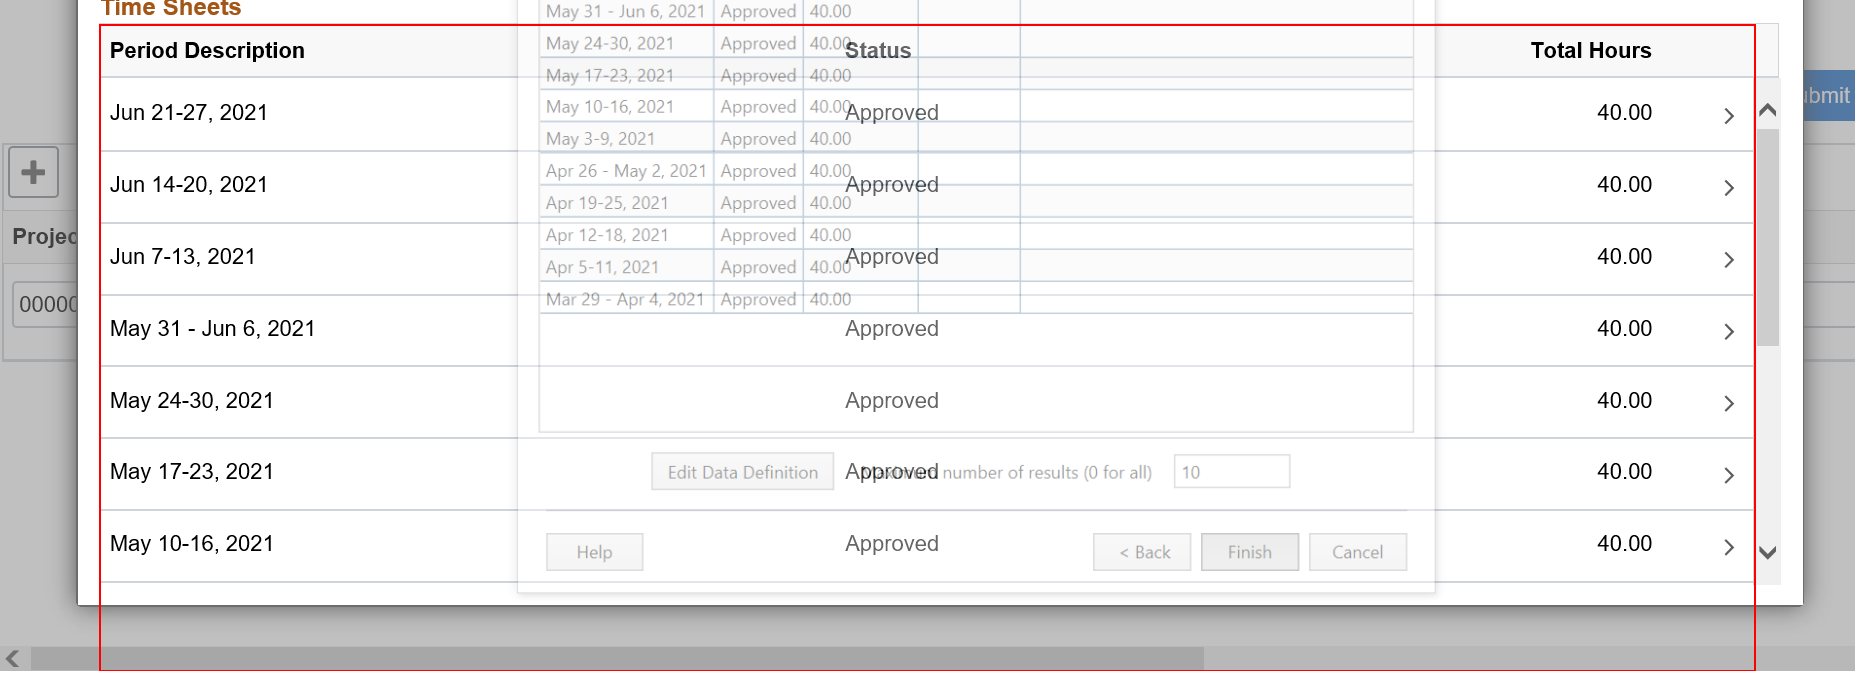 Time Sheets
Period Description Status Total Hours
Jun 21-27, 2021 Approved 40.00
Jun 14-20, 2021 Approved 40.00
Jun 7-13, 2021 Approved 40.00
May 31 - Jun 6, 2021 Approved 40.00
May 24-30, 2021 Approved 40.00
May 17-23, 2021 Approved 40.00
May 10-16, 2021 Approved 40.00
May 31 - Jun 6, 2021 Approved 40.00
May 24-30, 2021 Approved 40.00
May 17-23, 2021 Approved 40.00
May 10-16, 2021 Approved 40.00
May 3-9, 2021 Approved 40.00
Apr 26 - May 2, 2021 Approved 40.00
Apr 19-25, 2021 Approved 40.00
Apr 12-18, 2021 Approved 40.00
Apr 5-11, 2021 Approved 40.00
Mar 29 - Apr 4, 2021 Approved 40.00
Edit Data Definition number of results (0 for all) 10
Help < Back Finish Cancel
ubmit
Projec
00000